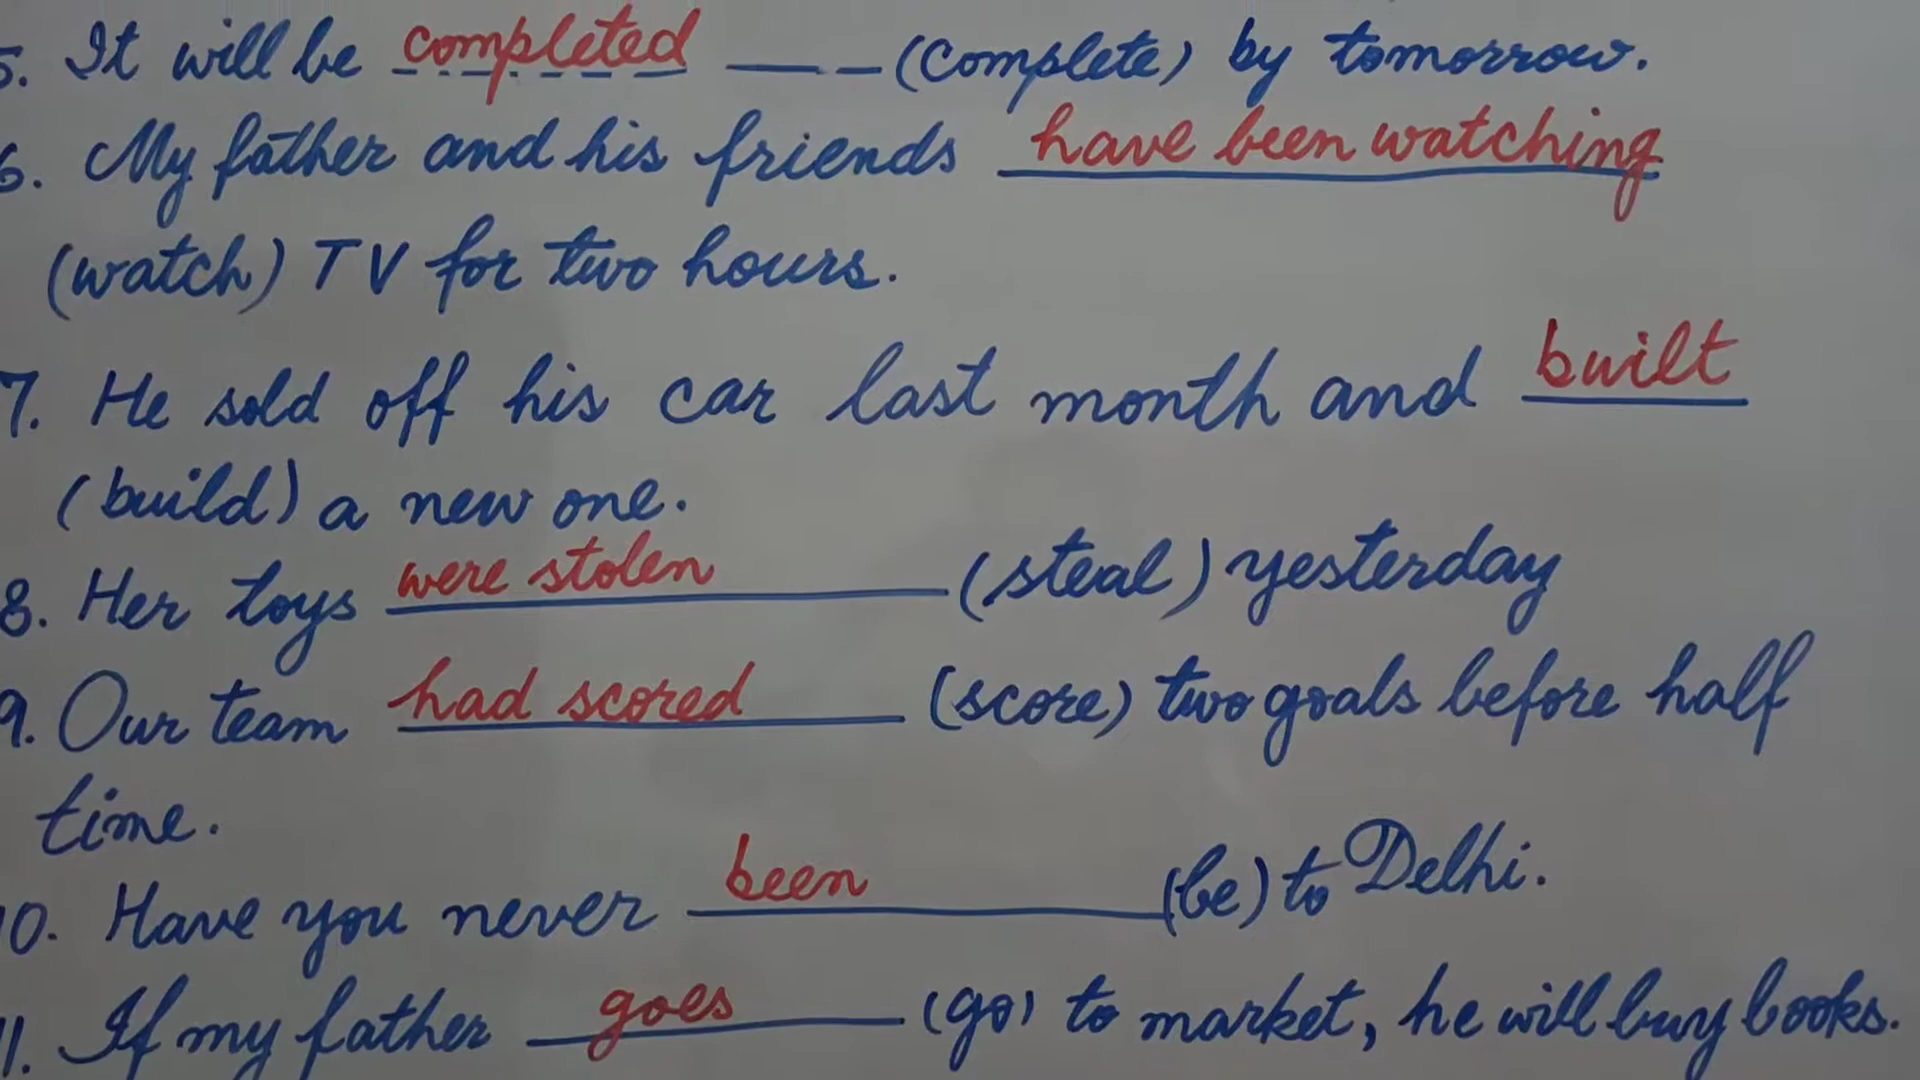 5. It will be completed (Complete) by tomorrow.
6. My father and his friends have been watching
(watch) TV for two hours.
7. He sold off his car last month and built
(build) a new one.
8. Her toys were stolen (steal) yesterday
9. Our team had scored (score) two goals before half
time.
10. Have you never been (be) to Delhi.
11. If my father goes (go) to market, he will buy books.